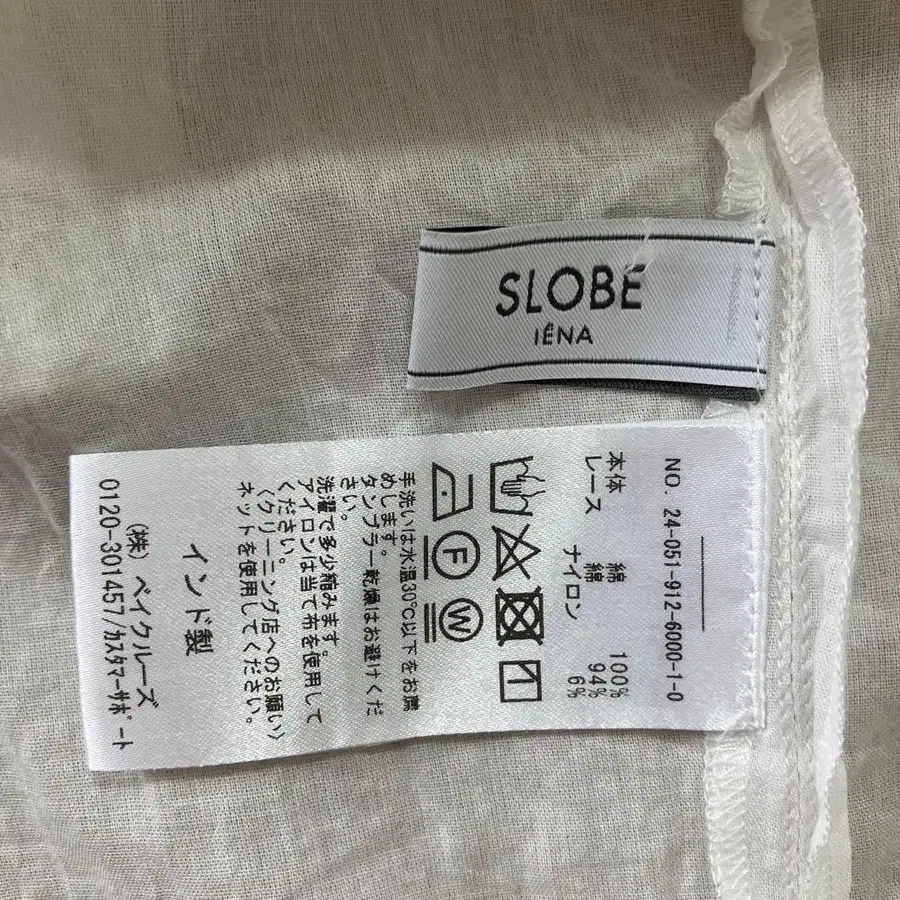 SLOBE
IÉNA
NO. 24-051-912-6000-1-0
本体 綿 100%
レース 綿 94%
ナイロン 6%
F W
手洗いは水温30℃以下をお薦
めします。
タンブラー乾燥はお避けくだ
さい。
洗濯で多少縮みます。
アイロンは当て布を使用して
ください。
〈クリーニング店へのお願い〉
ネットを使用してください。
インド製
(株) ベイクルーズ
0120-301457/カスタマーサポート